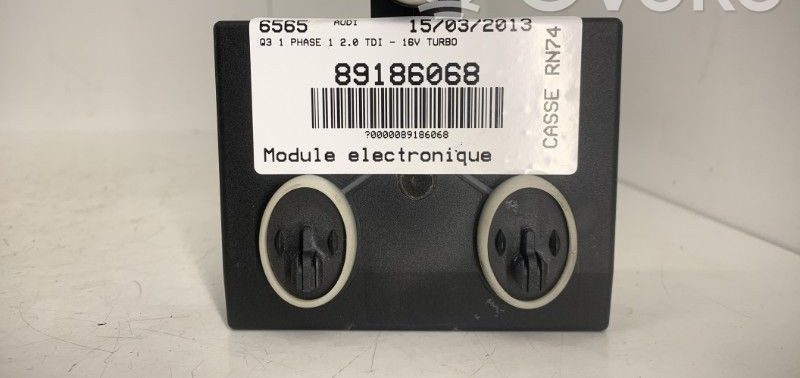 6565 AUDI 15/03/2013
Q3 1 PHASE 1 2.0 TDI - 16V TURBO
89186068
?0000089186068
Module electronique
CASSE RN74